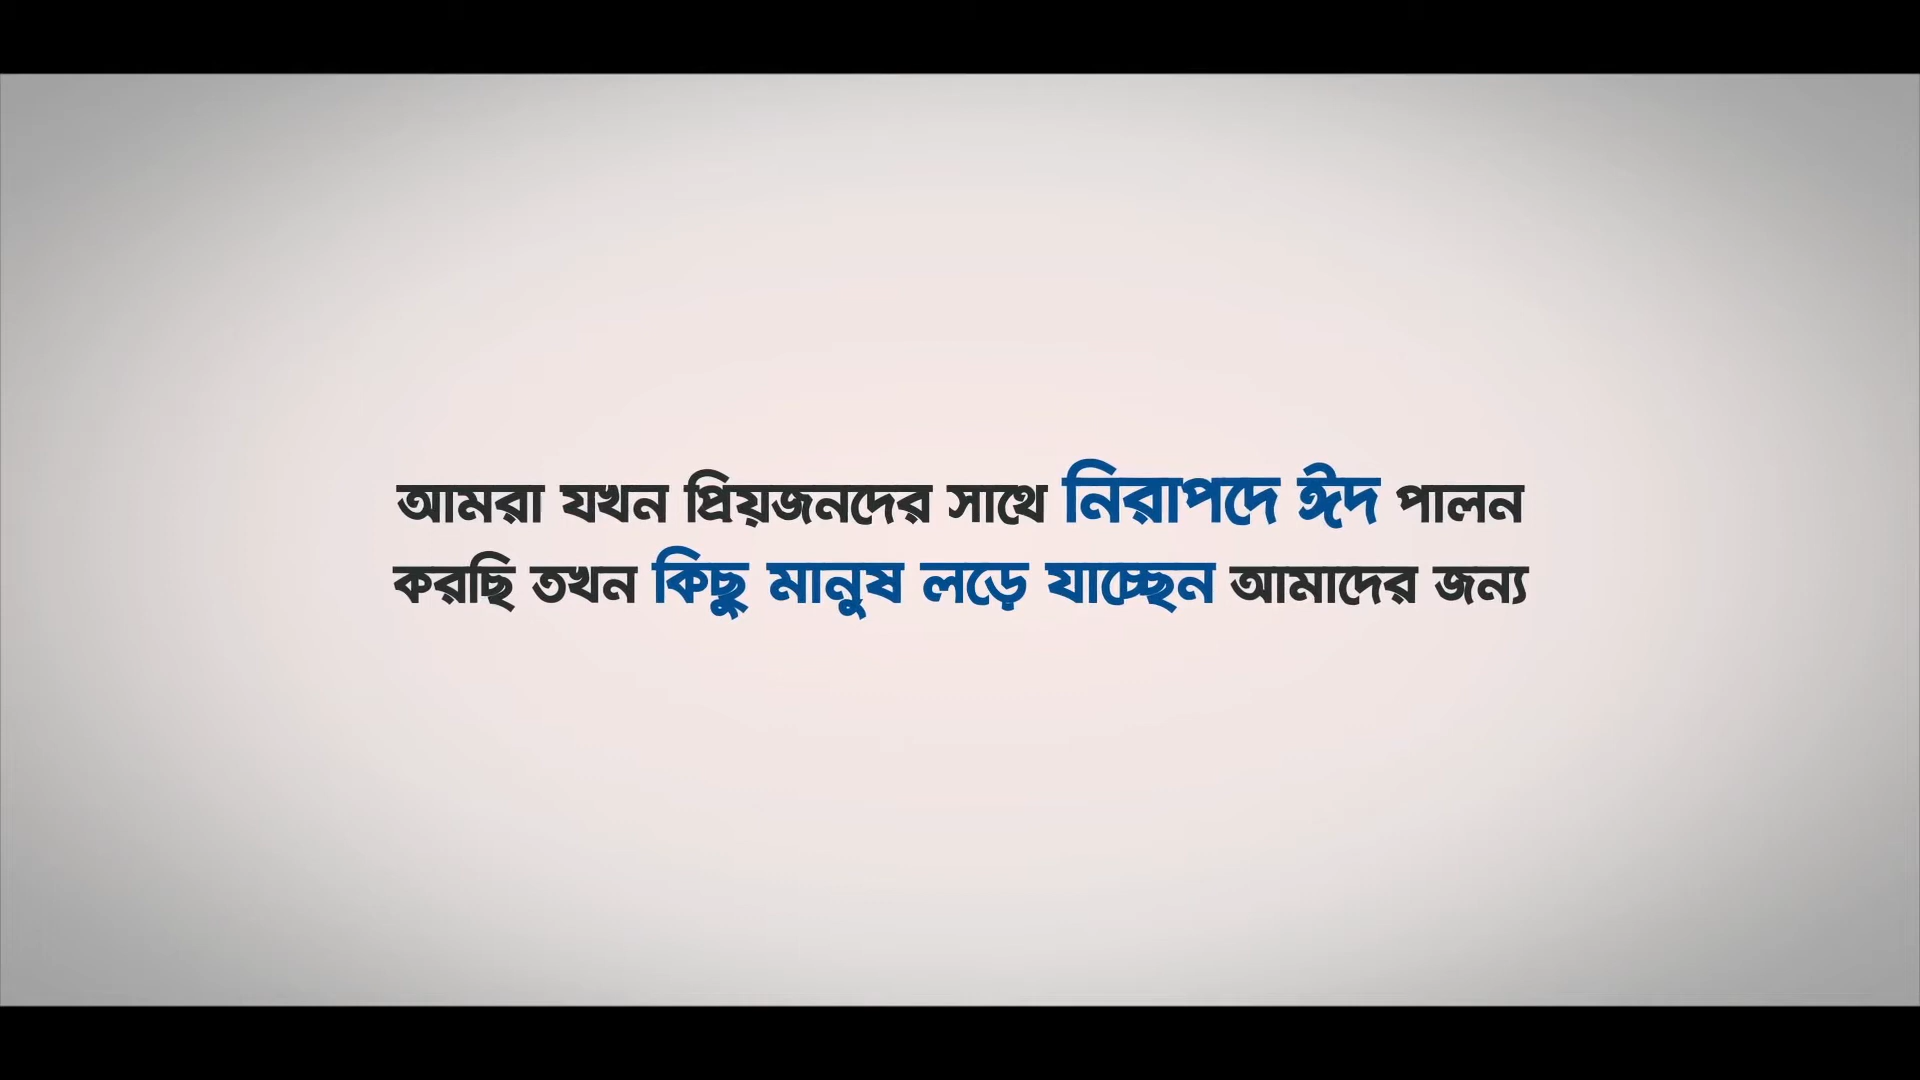 আমরা যখন প্রিয়জনদের সাথে নিরাপদে ঈদ পালন
করছি তখন কিছু মানুষ লড়ে যাচ্ছেন আমাদের জন্য